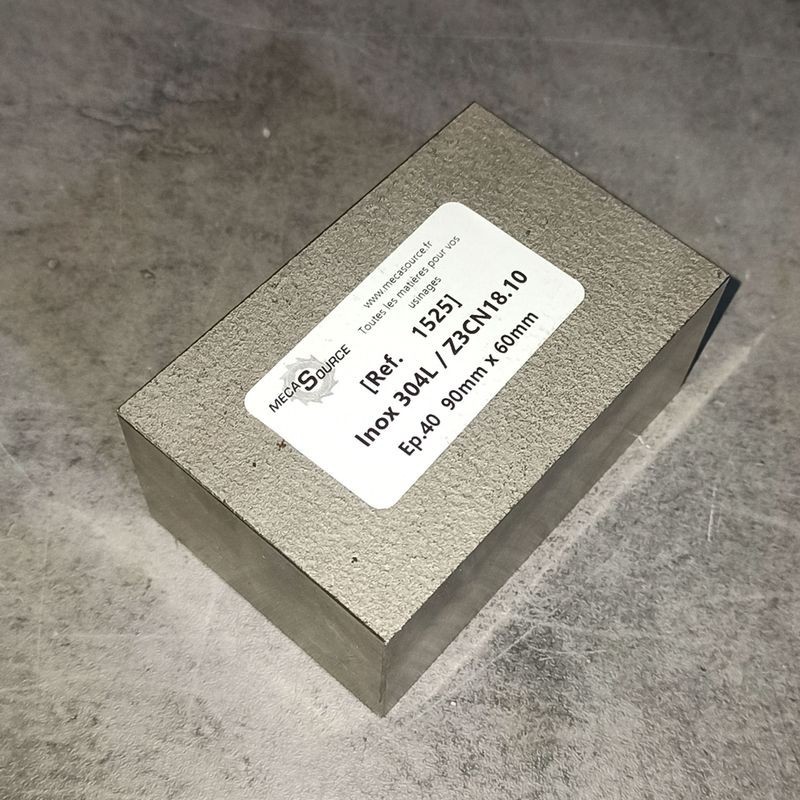 MECASOURCE
www.mecasource.fr
Toutes les matières pour vos
usinages
[Ref. 1525]
Inox 304L / Z3CN18.10
Ep.40 90mm x 60mm